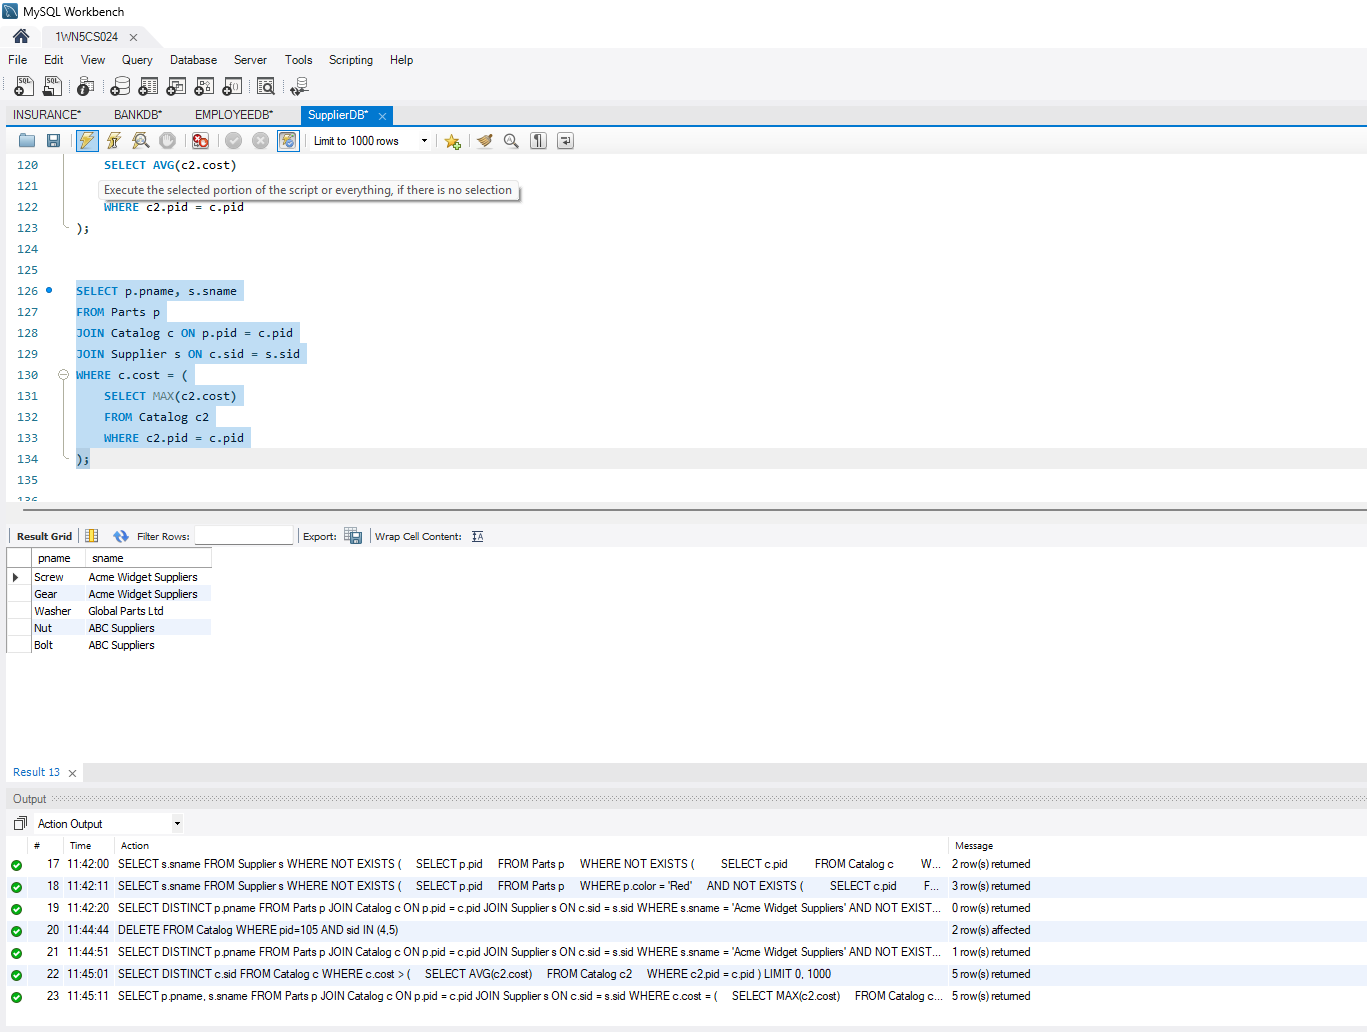 MySQL Workbench
1WN5CS024
File Edit View Query Database Server Tools Scripting Help
INSURANCE* BANKDB* EMPLOYEEDB* SupplierDB*
Limit to 1000 rows
120 SELECT AVG(c2.cost)
121
Execute the selected portion of the script or everything, if there is no selection
122 WHERE c2.pid = c.pid
123 );
124
125
126 SELECT p.pname, s.sname
127 FROM Parts p
128 JOIN Catalog c ON p.pid = c.pid
129 JOIN Supplier s ON c.sid = s.sid
130 WHERE c.cost = (
131 SELECT MAX(c2.cost)
132 FROM Catalog c2
133 WHERE c2.pid = c.pid
134 );
135
136
Result Grid Filter Rows: Export: Wrap Cell Content:
pname sname
Screw Acme Widget Suppliers
Gear Acme Widget Suppliers
Washer Global Parts Ltd
Nut ABC Suppliers
Bolt ABC Suppliers
Result 13
Output
Action Output
# Time Action Message
17 11:42:00 SELECT s.sname FROM Supplier s WHERE NOT EXISTS ( SELECT p.pid FROM Parts p WHERE NOT EXISTS ( SELECT c.pid FROM Catalog c W... 2 row(s) returned
18 11:42:11 SELECT s.sname FROM Supplier s WHERE NOT EXISTS ( SELECT p.pid FROM Parts p WHERE p.color = 'Red' AND NOT EXISTS ( SELECT c.pid F... 3 row(s) returned
19 11:42:20 SELECT DISTINCT p.pname FROM Parts p JOIN Catalog c ON p.pid = c.pid JOIN Supplier s ON c.sid = s.sid WHERE s.sname = 'Acme Widget Suppliers' AND NOT EXIST... 0 row(s) returned
20 11:44:44 DELETE FROM Catalog WHERE pid=105 AND sid IN (4,5) 2 row(s) affected
21 11:44:51 SELECT DISTINCT p.pname FROM Parts p JOIN Catalog c ON p.pid = c.pid JOIN Supplier s ON c.sid = s.sid WHERE s.sname = 'Acme Widget Suppliers' AND NOT EXIST... 1 row(s) returned
22 11:45:01 SELECT DISTINCT c.sid FROM Catalog c WHERE c.cost > ( SELECT AVG(c2.cost) FROM Catalog c2 WHERE c2.pid = c.pid ) LIMIT 0, 1000 5 row(s) returned
23 11:45:11 SELECT p.pname, s.sname FROM Parts p JOIN Catalog c ON p.pid = c.pid JOIN Supplier s ON c.sid = s.sid WHERE c.cost = ( SELECT MAX(c2.cost) FROM Catalog c... 5 row(s) returned